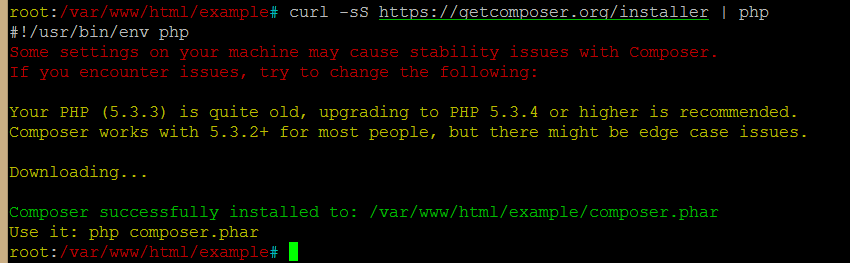 root:/var/www/html/example# curl -sS https://getcomposer.org/installer | php
#!/usr/bin/env php
Some settings on your machine may cause stability issues with Composer.
If you encounter issues, try to change the following:
Your PHP (5.3.3) is quite old, upgrading to PHP 5.3.4 or higher is recommended.
Composer works with 5.3.2+ for most people, but there might be edge case issues.
Downloading...
Composer successfully installed to: /var/www/html/example/composer.phar
Use it: php composer.phar
root:/var/www/html/example#